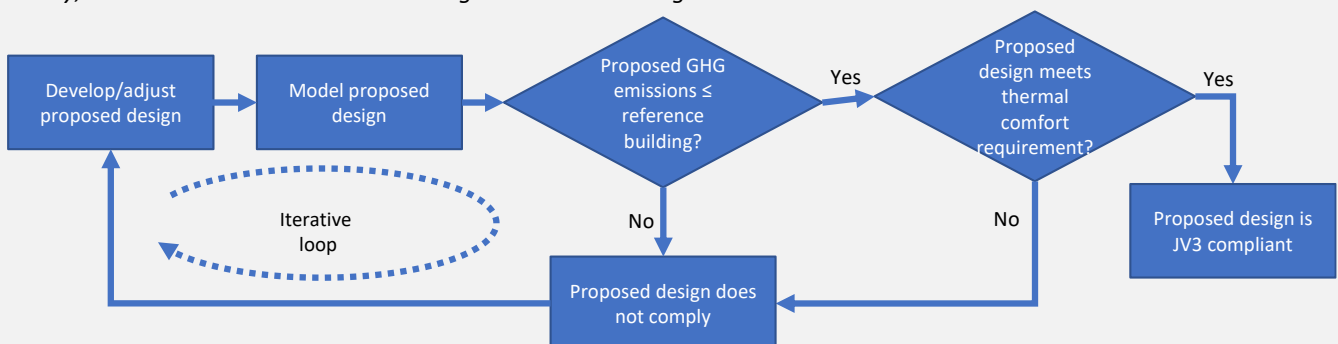 Develop/adjust
proposed design
Model proposed
design
Proposed GHG
emissions ≤
reference
building?
Yes
Proposed
design meets
thermal
comfort
requirement?
Yes
Iterative
loop
No
No
Proposed design is
JV3 compliant
Proposed design does
not comply